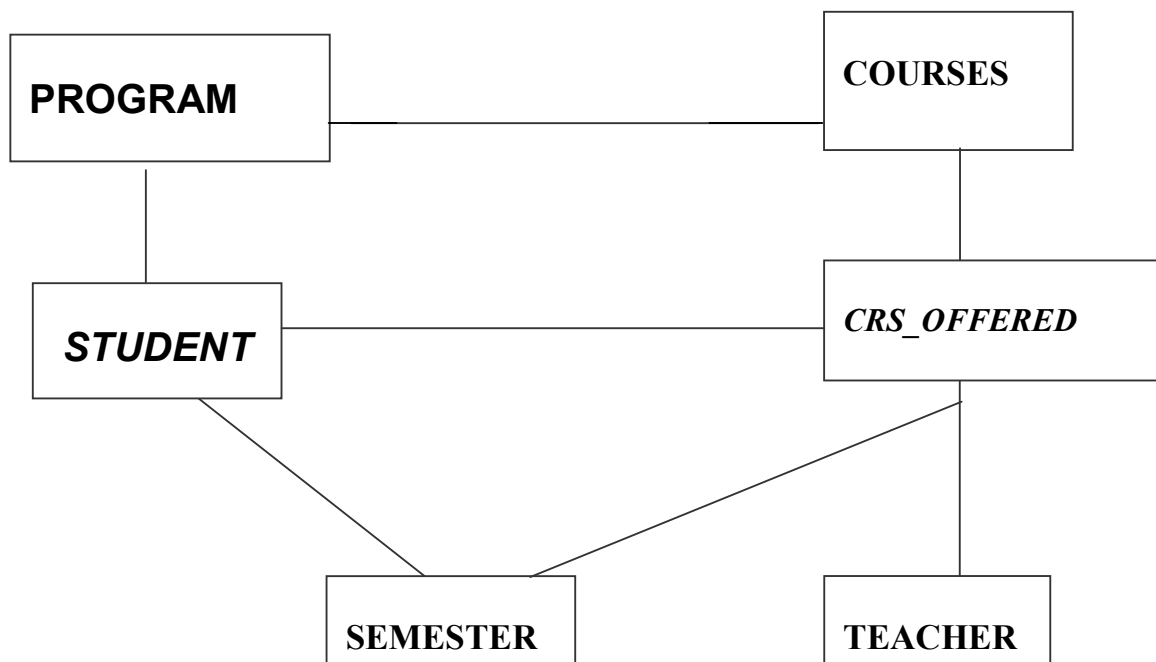 PROGRAM
COURSES
STUDENT
CRS_OFFERED
SEMESTER
TEACHER